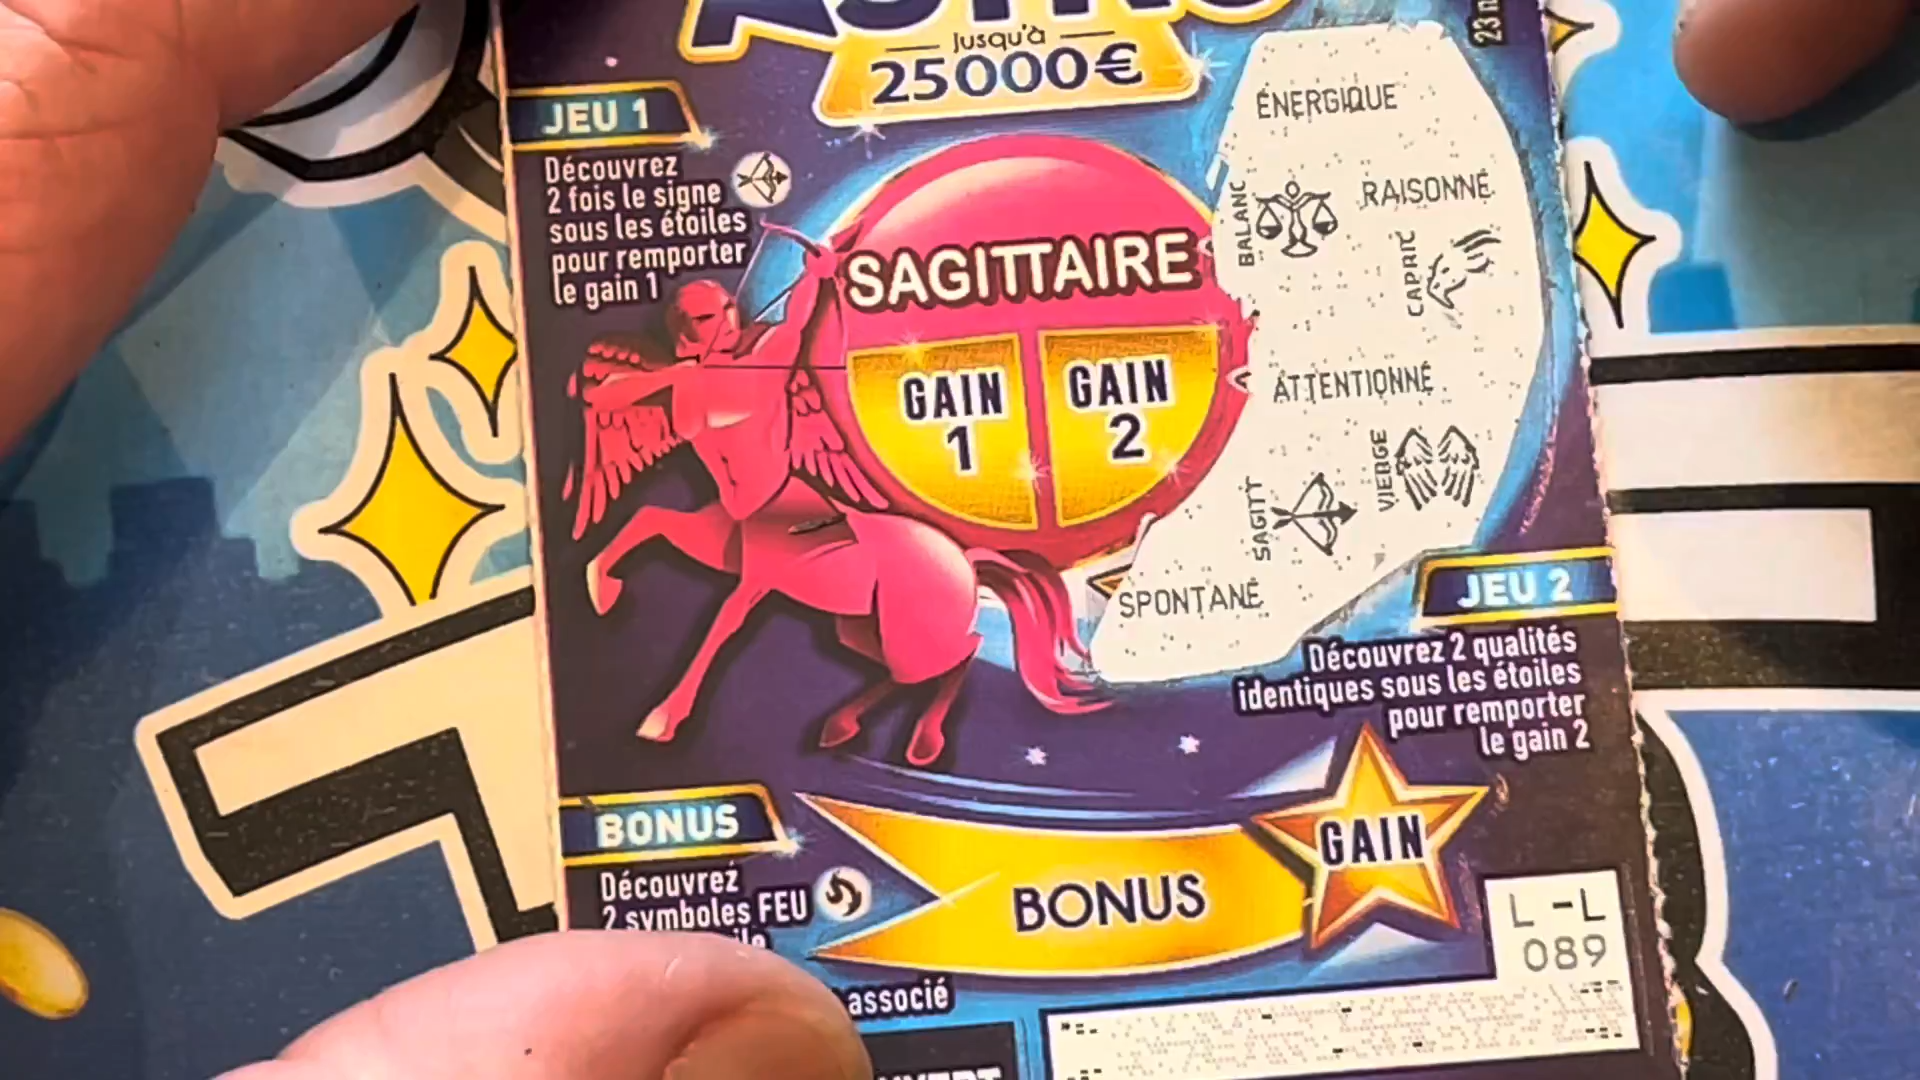 Jusqu'à
25000€
JEU 1
Découvrez
2 fois le signe
sous les étoiles
pour remporter
le gain 1
SAGITTAIRE
GAIN
1
GAIN
2
ÉNERGIQUE
BALANC
RAISONNÉ
CAPRIC
ATTENTIONNÉ
SAGITT
VIERGE
SPONTANÉ
JEU 2
Découvrez 2 qualités
identiques sous les étoiles
pour remporter
le gain 2
BONUS
Découvrez
2 symboles FEU
associé
BONUS
GAIN
L -L
089